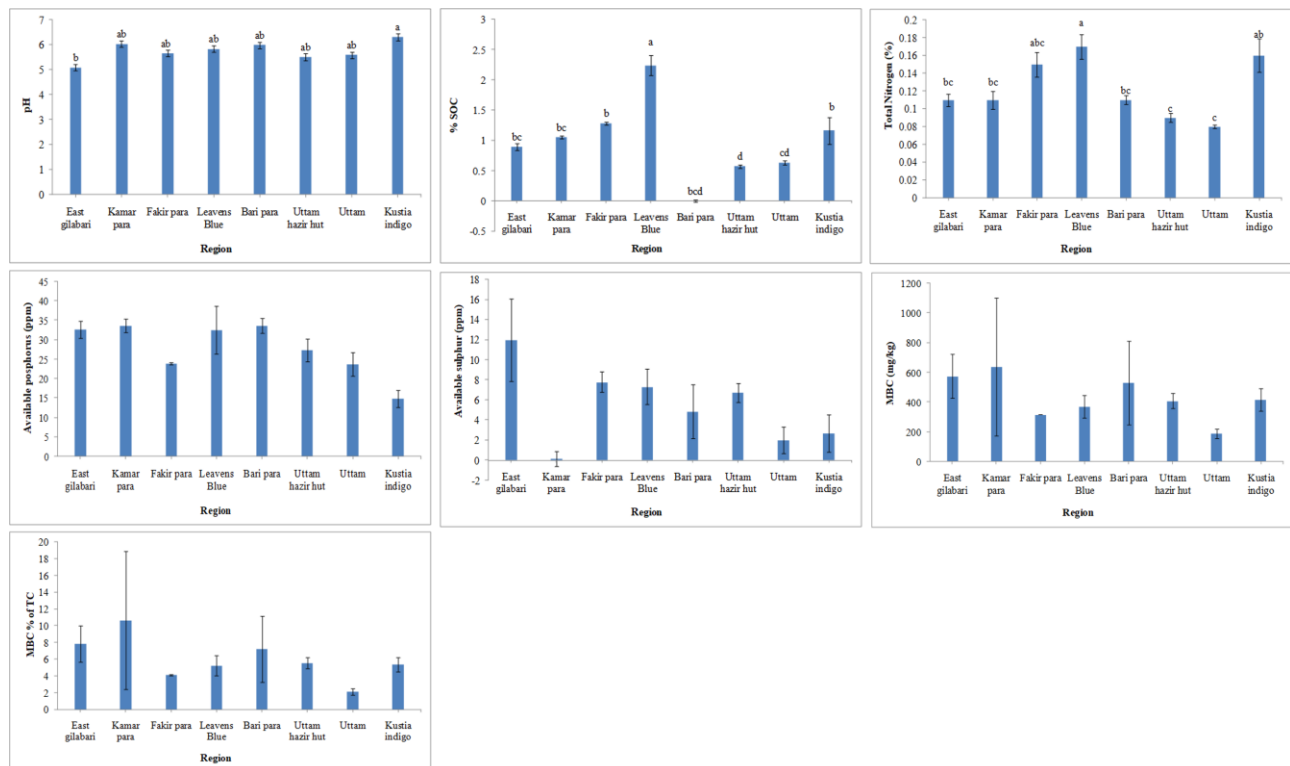 7
6
5
4
3
2
1
0
pH
b
ab
ab
ab
ab
ab
ab
a
East gilabari
Kamar para
Fakir para
Leavens Blue
Bari para
Uttam hazir hut
Uttam
Kustia indigo
Region
3
2.5
2
1.5
1
0.5
0
-0.5
% SOC
bc
bc
b
a
bcd
d
cd
b
East gilabari
Kamar para
Fakir para
Leavens Blue
Bari para
Uttam hazir hut
Uttam
Kustia indigo
Region
0.2
0.18
0.16
0.14
0.12
0.1
0.08
0.06
0.04
0.02
0
Total Nitrogen (%)
bc
bc
abc
a
bc
c
c
ab
East gilabari
Kamar para
Fakir para
Leavens Blue
Bari para
Uttam hazir hut
Uttam
Kustia indigo
Region
45
40
35
30
25
20
15
10
5
0
Available posphorus (ppm)
East gilabari
Kamar para
Fakir para
Leavens Blue
Bari para
Uttam hazir hut
Uttam
Kustia indigo
Region
18
16
14
12
10
8
6
4
2
0
-2
Available sulphur (ppm)
East gilabari
Kamar para
Fakir para
Leavens Blue
Bari para
Uttam hazir hut
Uttam
Kustia indigo
Region
1200
1000
800
600
400
200
0
MBC (mg/kg)
East gilabari
Kamar para
Fakir para
Leavens Blue
Bari para
Uttam hazir hut
Uttam
Kustia indigo
Region
20
18
16
14
12
10
8
6
4
2
0
MBC % of TC
East gilabari
Kamar para
Fakir para
Leavens Blue
Bari para
Uttam hazir hut
Uttam
Kustia indigo
Region